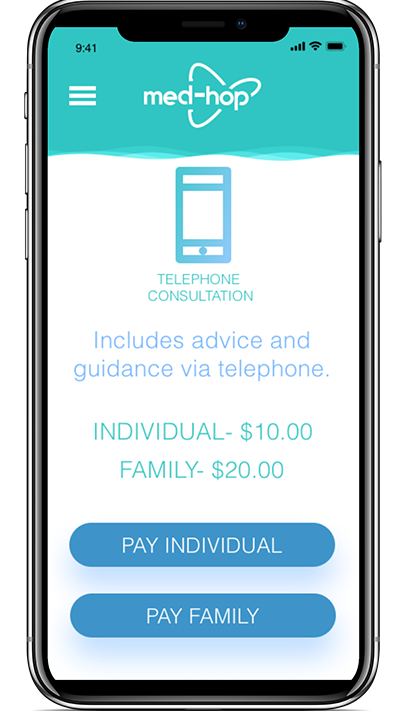 9:41
med-hop
TELEPHONE
CONSULTATION
Includes advice and
guidance via telephone.
INDIVIDUAL- $10.00
FAMILY- $20.00
PAY INDIVIDUAL
PAY FAMILY